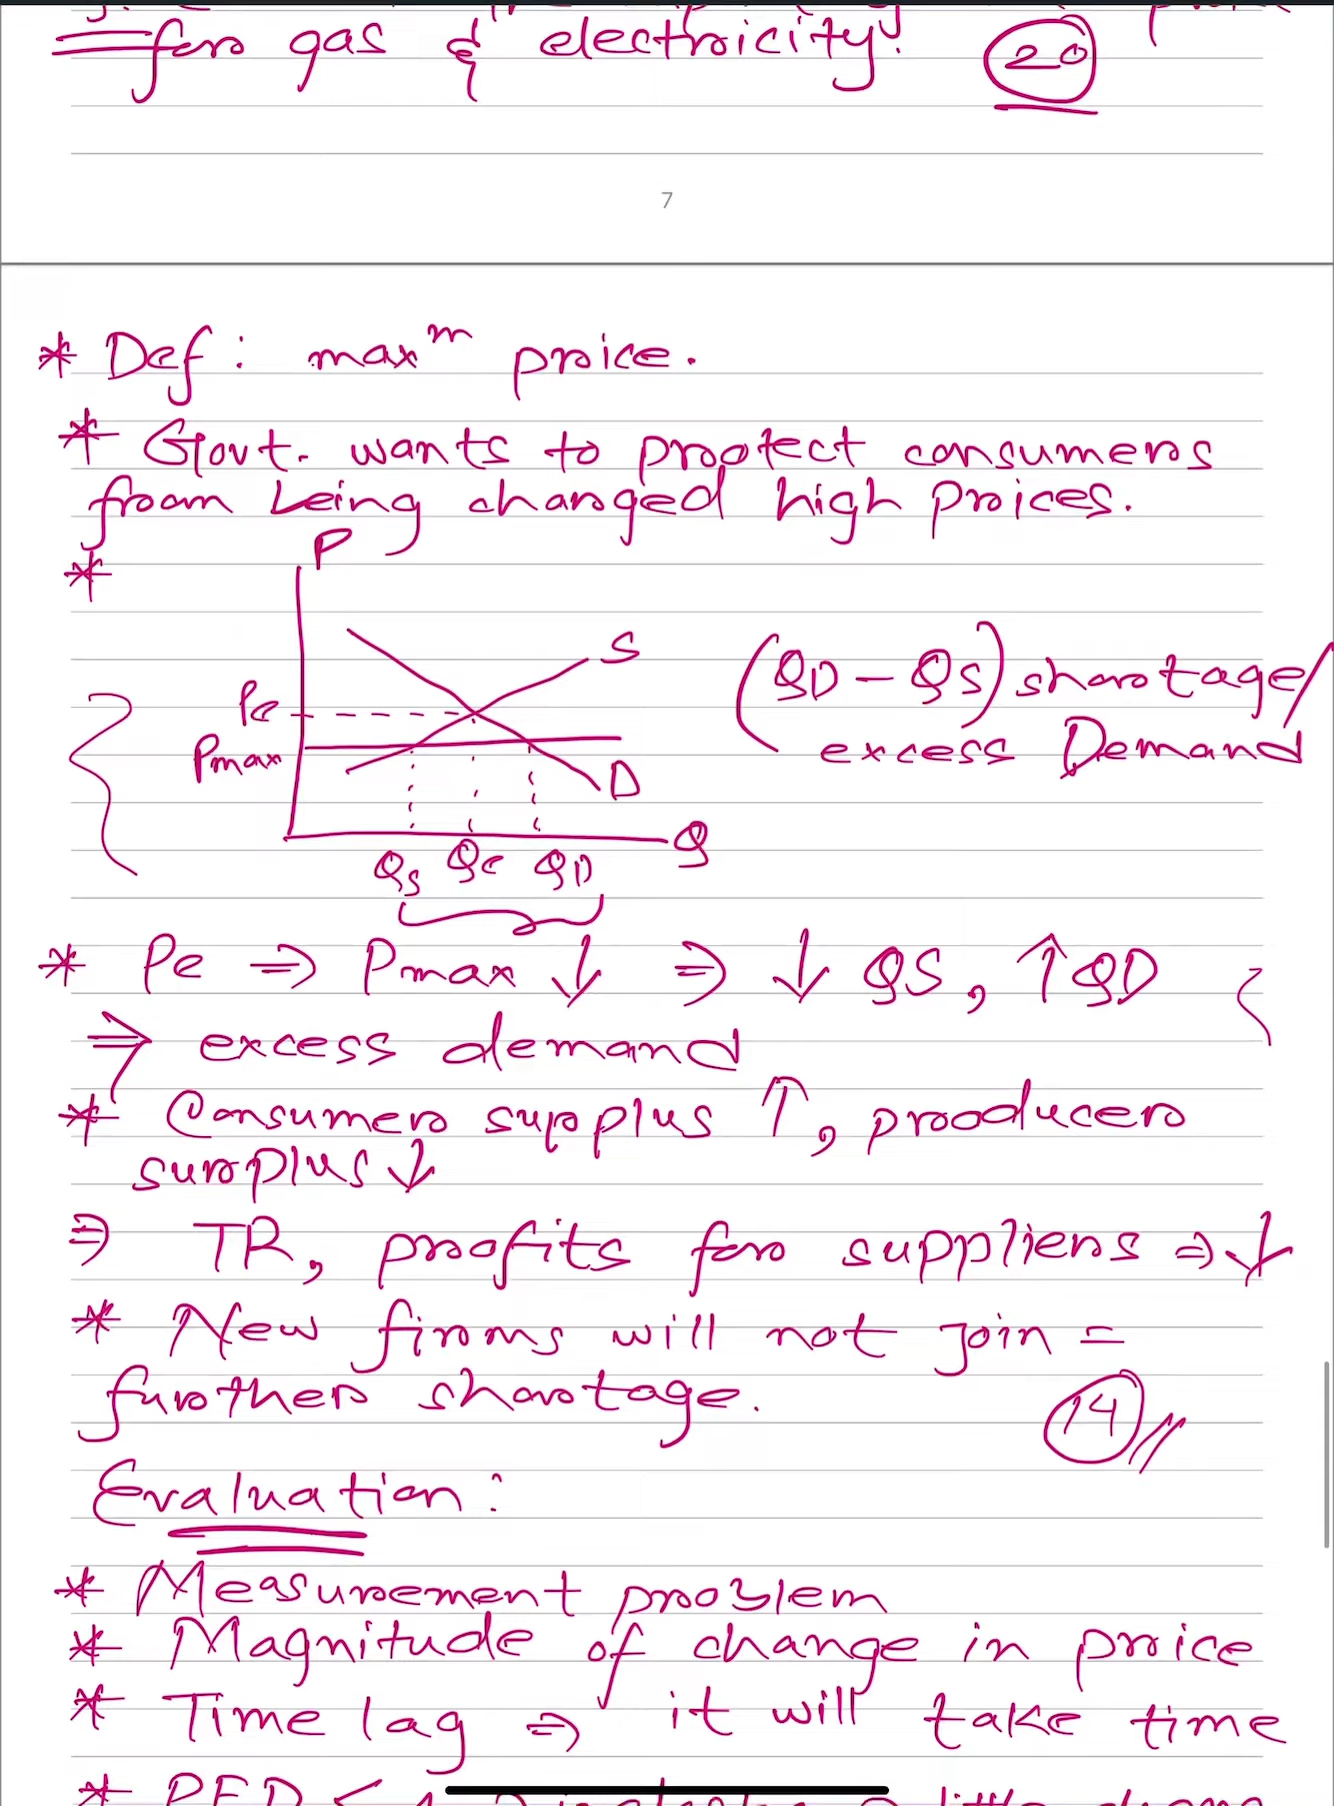 for gas & electricity? 20
7
* Def: maxᵐ price.
* Govt. wants to protect consumers
from being charged high prices.
*
P
S
Pe
Pmax
D
Q
Qs Qe QD
(QD - QS) shortage/
excess Demand
* Pe ⇒ Pmax ↓ ⇒ ↓ QS, ↑QD
⇒ excess demand
* Consumer surplus ↑, producer
surplus ↓
⇒ TR, profits for suppliers ⇒ ↓
* New firms will not join =
further shortage.
14
Evaluation:
* Measurement problem
* Magnitude of change in price
* Time lag ⇒ it will take time
* PED <